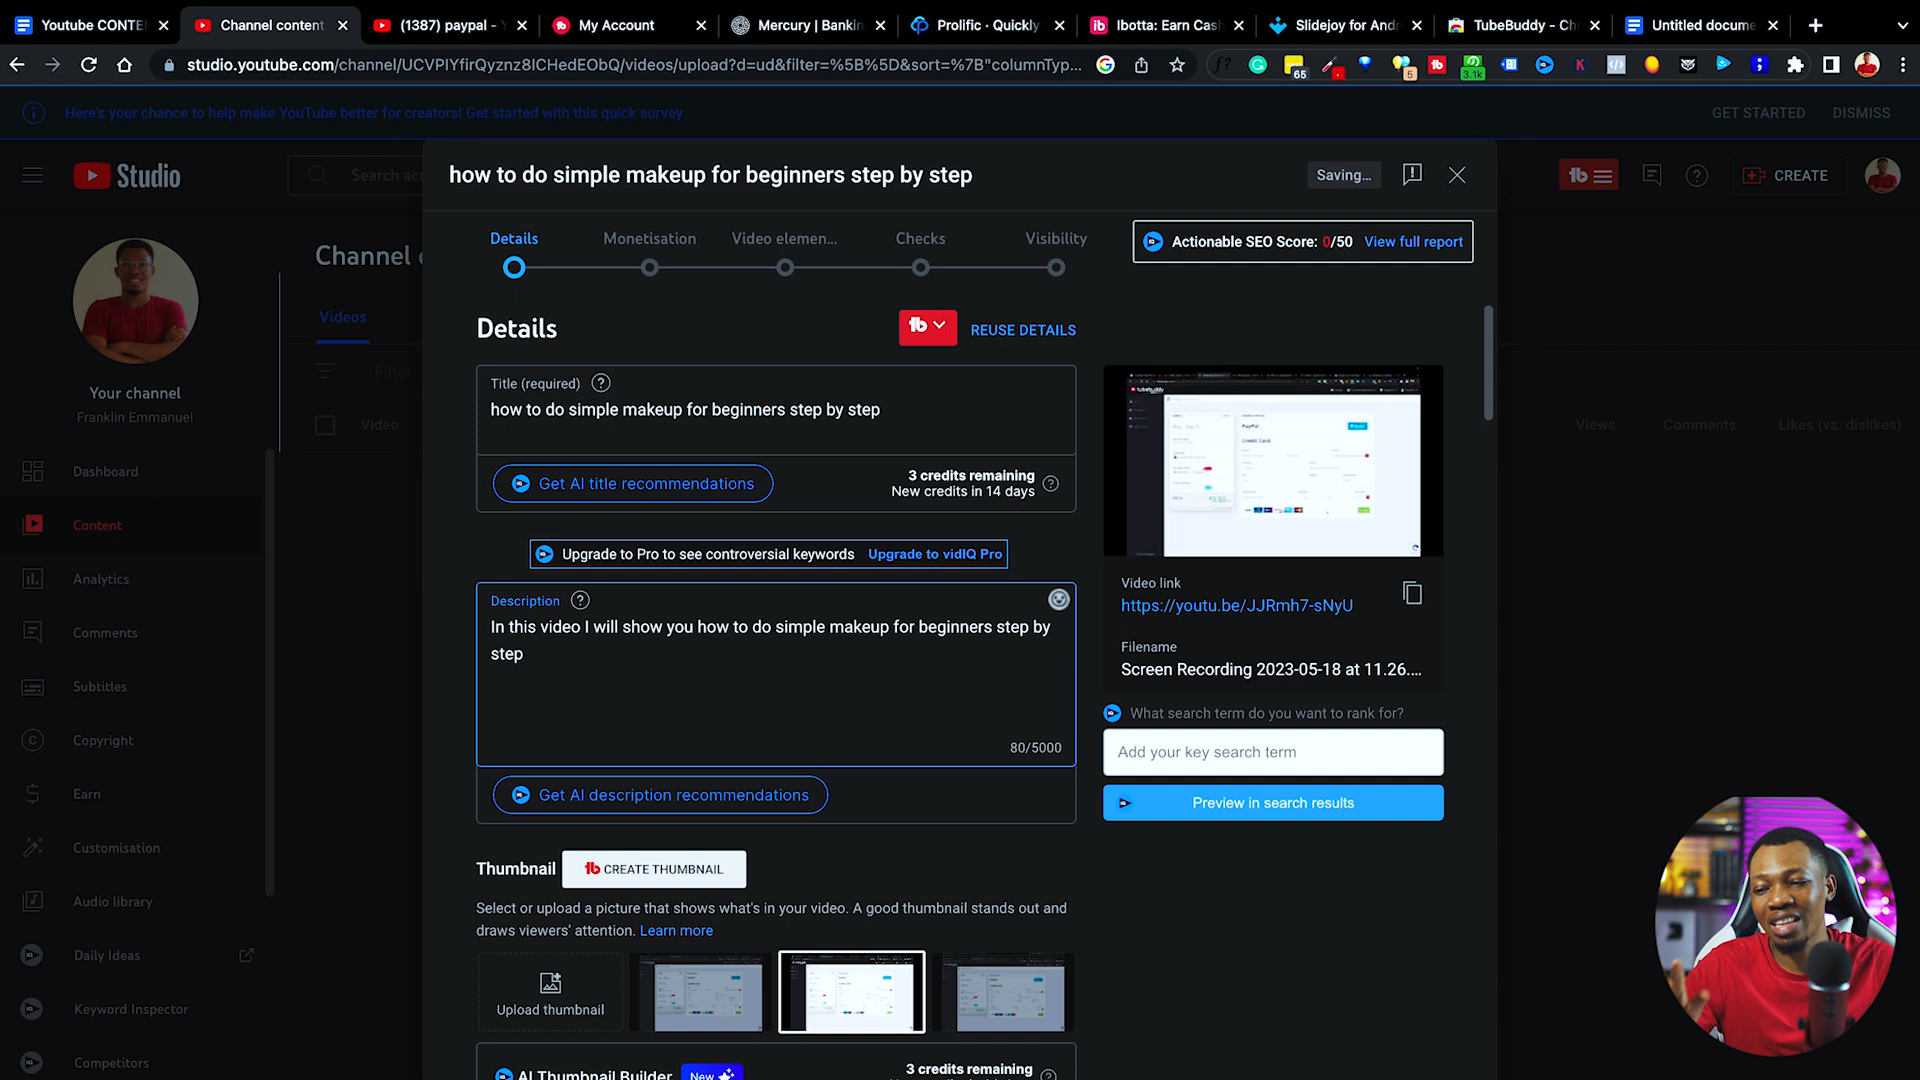 Youtube CONTE
Channel content
(1387) paypal -
My Account
Mercury | Bankin
Prolific · Quickly
Ibotta: Earn Cash
Slidejoy for And
TubeBuddy - Ch
Untitled docume
studio.youtube.com/channel/UCVPIYfirQyznz8ICHedEObQ/videos/upload?d=ud&filter=%5B%5D&sort=%7B"columnTyp...
65
5
3.1k
Here's your chance to help make YouTube better for creators! Get started with this quick survey
GET STARTED
DISMISS
Studio
Search acr
how to do simple makeup for beginners step by step
Saving...
CREATE
Details
Monetisation
Video elemen...
Checks
Visibility
Actionable SEO Score: 0/50 View full report
Channel c
Videos
Filter
Video
Views
Comments
Likes (vs. dislikes)
Your channel
Franklin Emmanuel
Dashboard
Content
Analytics
Comments
Subtitles
Copyright
Earn
Customisation
Audio library
Daily Ideas
Keyword Inspector
Competitors
Details
REUSE DETAILS
Title (required)
how to do simple makeup for beginners step by step
Get AI title recommendations
3 credits remaining
New credits in 14 days
Upgrade to Pro to see controversial keywords Upgrade to vidIQ Pro
Description
In this video I will show you how to do simple makeup for beginners step by
step
80/5000
Get AI description recommendations
Thumbnail
CREATE THUMBNAIL
Select or upload a picture that shows what's in your video. A good thumbnail stands out and
draws viewers' attention. Learn more
Upload thumbnail
AI Thumbnail Builder
New
3 credits remaining
PayPal
Credit Card
Video link
https://youtu.be/JJRmh7-sNyU
Filename
Screen Recording 2023-05-18 at 11.26....
What search term do you want to rank for?
Add your key search term
Preview in search results